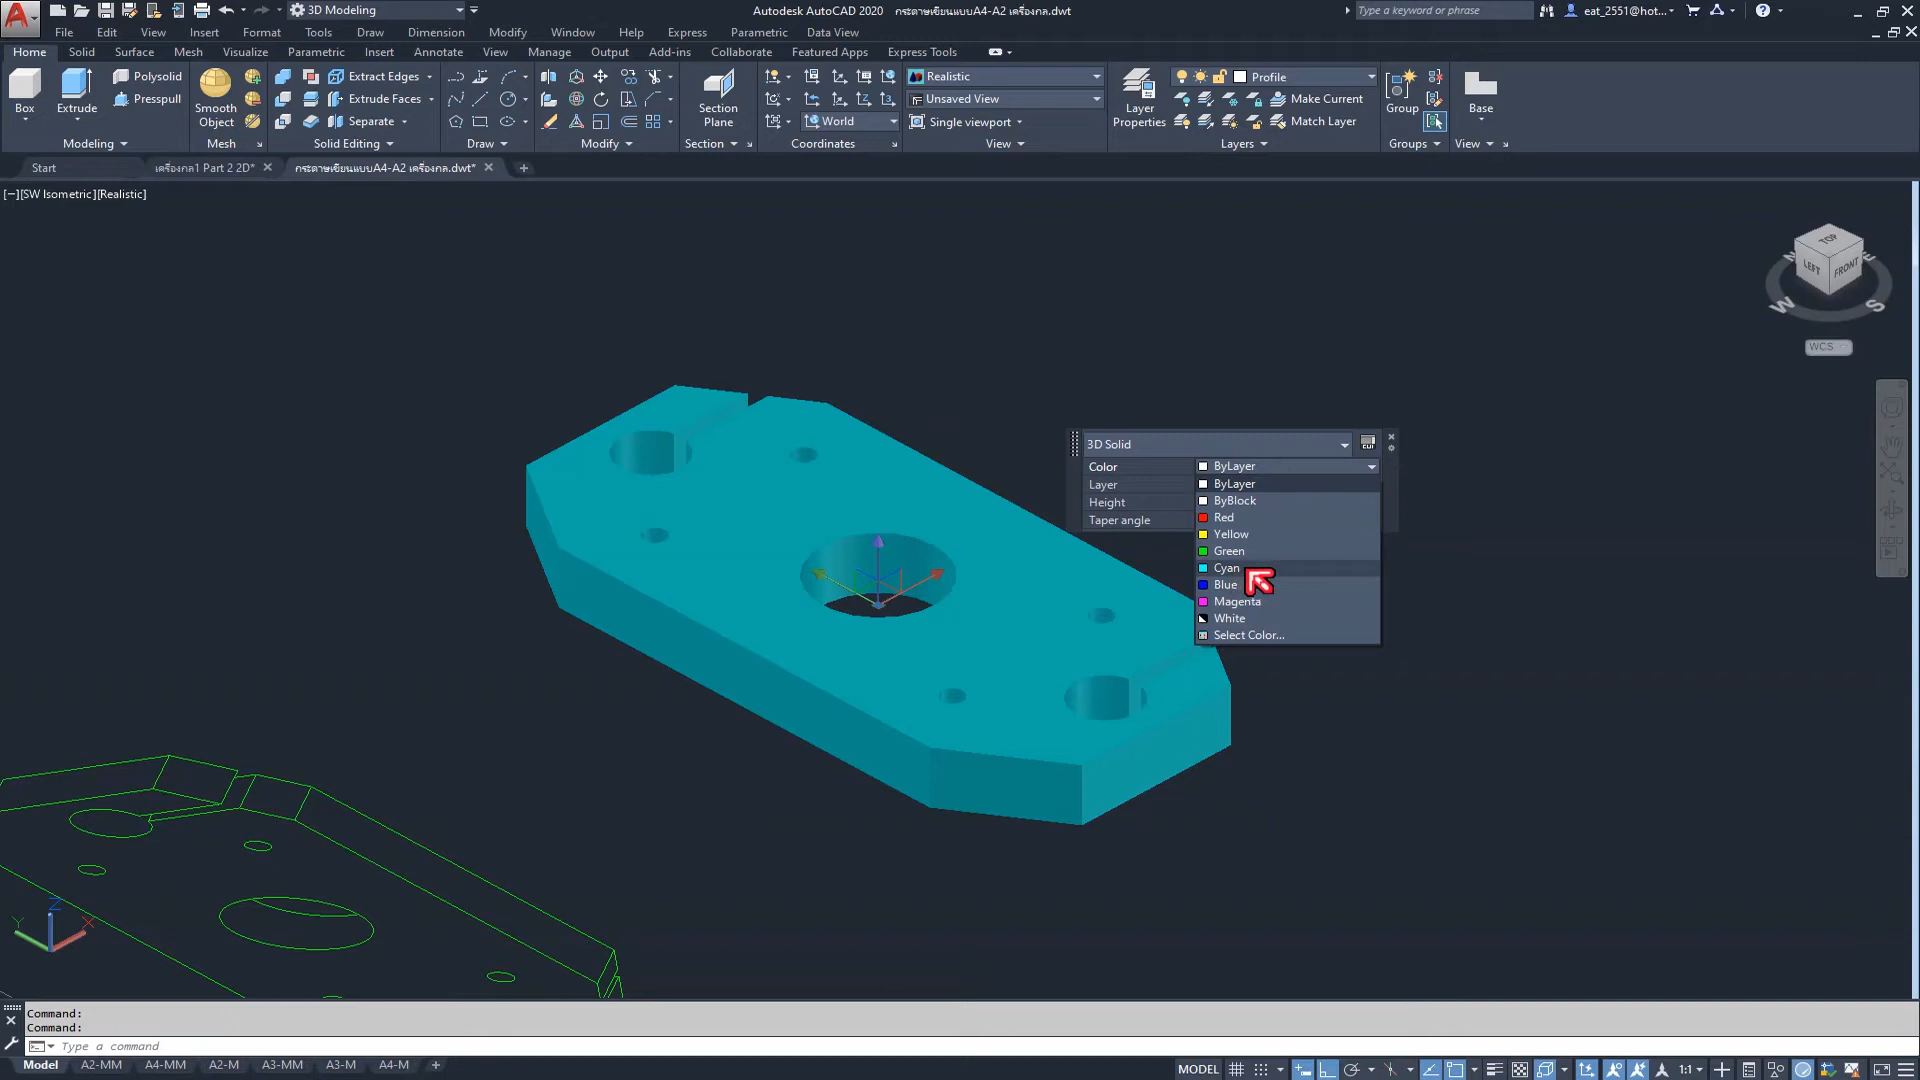 3D Modeling
Autodesk AutoCAD 2020 กระดาษเขียนแบบA4-A2 เครื่องกล.dwt
Type a keyword or phrase
eat_2551@hot...
File Edit View Insert Format Tools Draw Dimension Modify Window Help Express Parametric Data View
Home Solid Surface Mesh Visualize Parametric Insert Annotate View Manage Output Add-ins Collaborate Featured Apps Express Tools
Box
Extrude
Polysolid
Presspull
Modeling
Smooth
Object
Mesh
Extract Edges
Extrude Faces
Separate
Solid Editing
Draw
Modify
Section
Plane
Section
World
Coordinates
Realistic
Unsaved View
Single viewport
View
Layer
Properties
Profile
Make Current
Match Layer
Layers
Group
Groups
Base
View
Start
เครื่องกล1 Part 2 2D*
กระดาษเขียนแบบA4-A2 เครื่องกล.dwt*
[−][SW Isometric][Realistic]
TOP
LEFT FRONT
N E
W S
WCS
3D Solid
CUI
Color ByLayer
Layer
Height
Taper angle
ByLayer
ByBlock
Red
Yellow
Green
Cyan
Blue
Magenta
White
Select Color...
Z
Y X
Command:
Command:
Type a command
Model A2-MM A4-MM A2-M A3-MM A3-M A4-M
MODEL
1:1